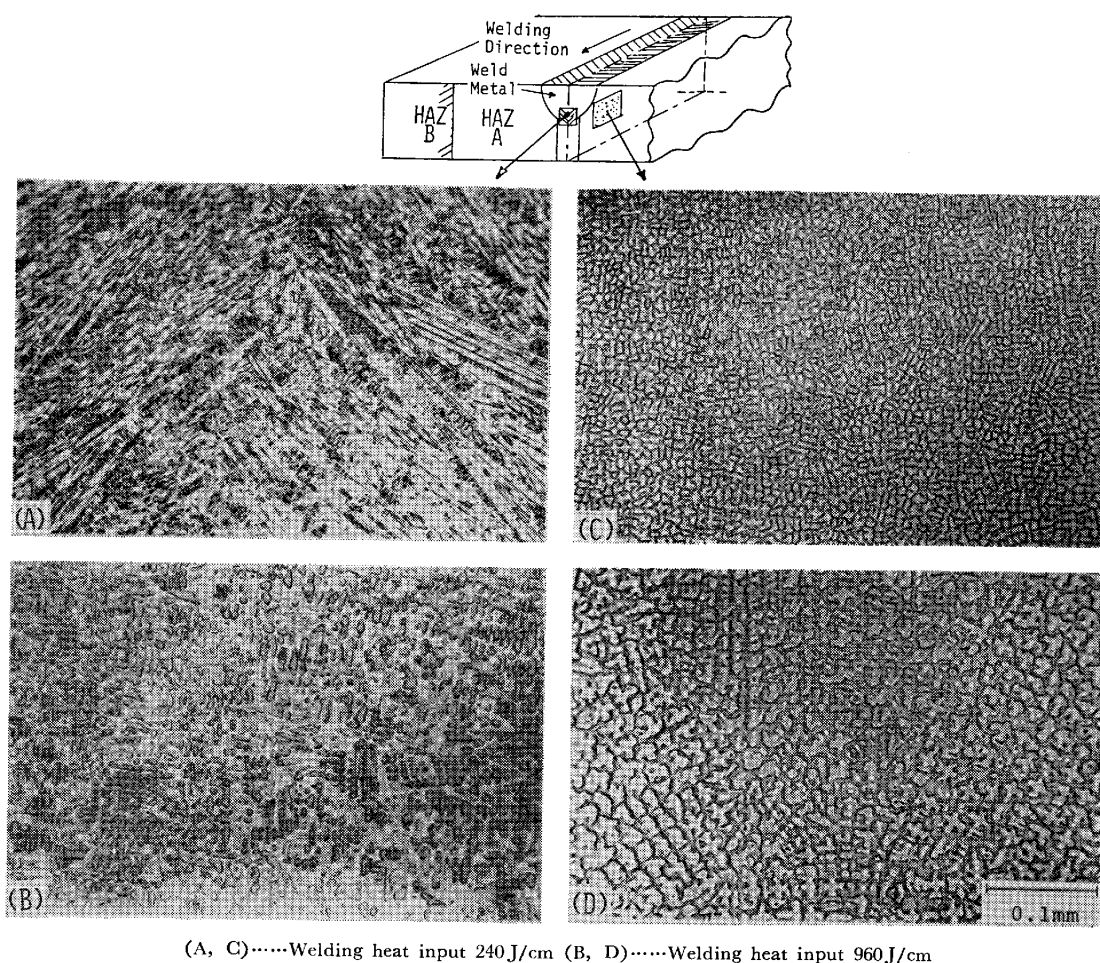 Welding
Direction
Weld
Metal
HAZ
B
HAZ
A
(A)
(C)
(B)
(D)
0.1mm
(A, C)……Welding heat input 240 J/cm (B, D)……Welding heat input 960 J/cm